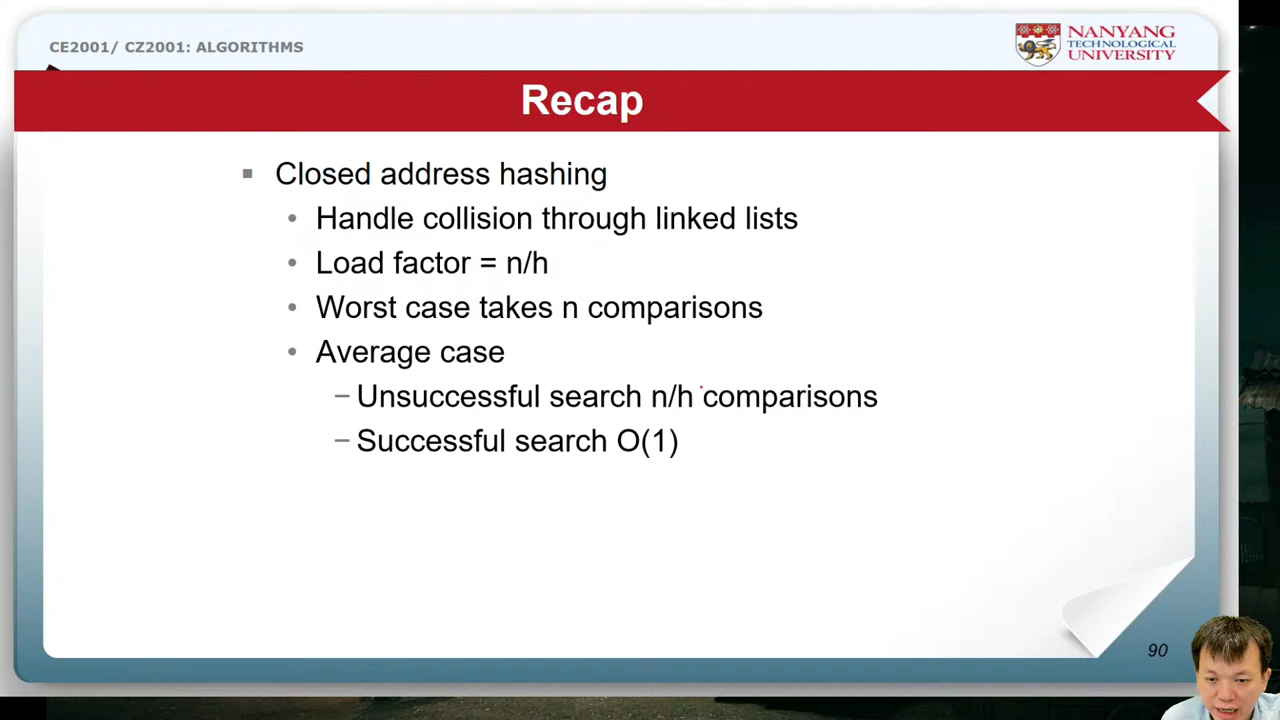 CE2001/ CZ2001: ALGORITHMS
NANYANG
TECHNOLOGICAL
UNIVERSITY
Recap
▪ Closed address hashing
• Handle collision through linked lists
• Load factor = n/h
• Worst case takes n comparisons
• Average case
− Unsuccessful search n/h comparisons
− Successful search O(1)
90